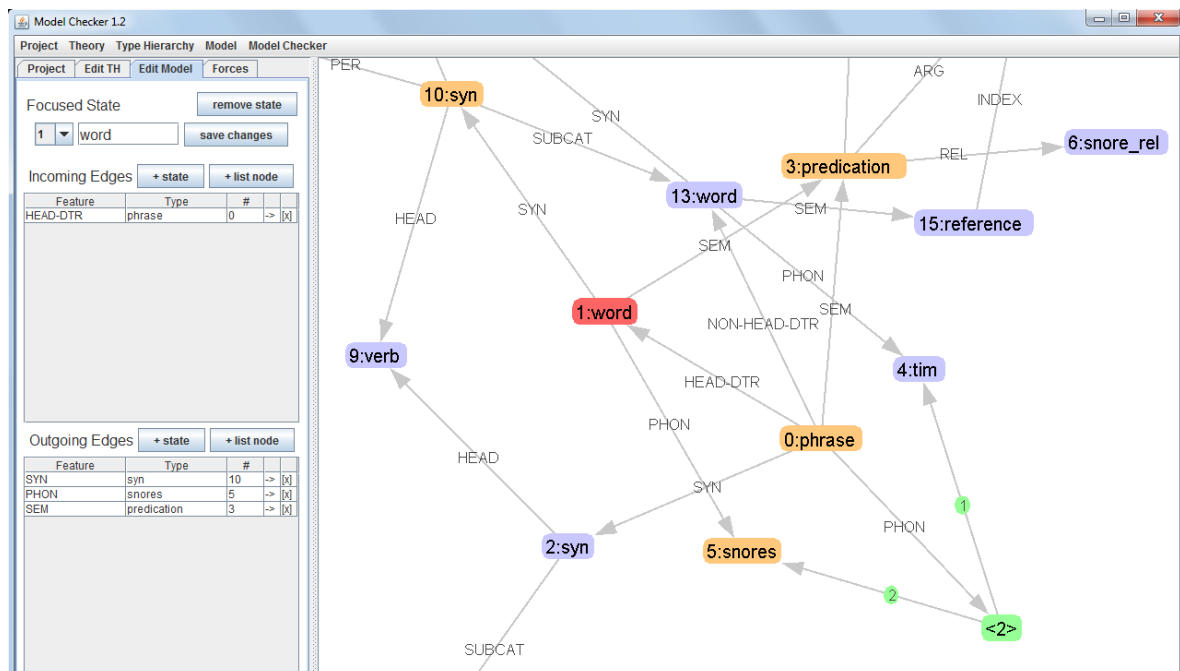 Model Checker 1.2
Project Theory Type Hierarchy Model Model Checker
Project Edit TH Edit Model Forces
Focused State remove state
1 word save changes
Incoming Edges + state + list node
Feature Type #
HEAD-DTR phrase 0 -> [x]
Outgoing Edges + state + list node
Feature Type #
SYN syn 10 -> [x]
PHON snores 5 -> [x]
SEM predication 3 -> [x]
PER
ARG
10:syn
INDEX
SYN
SUBCAT
6:snore_rel
REL
3:predication
13:word
SYN
SEM
HEAD
15:reference
SEM
PHON
1:word
SEM
NON-HEAD-DTR
9:verb
4:tim
HEAD-DTR
PHON
0:phrase
HEAD
SYN
1
PHON
2:syn
5:snores
2
<2>
SUBCAT